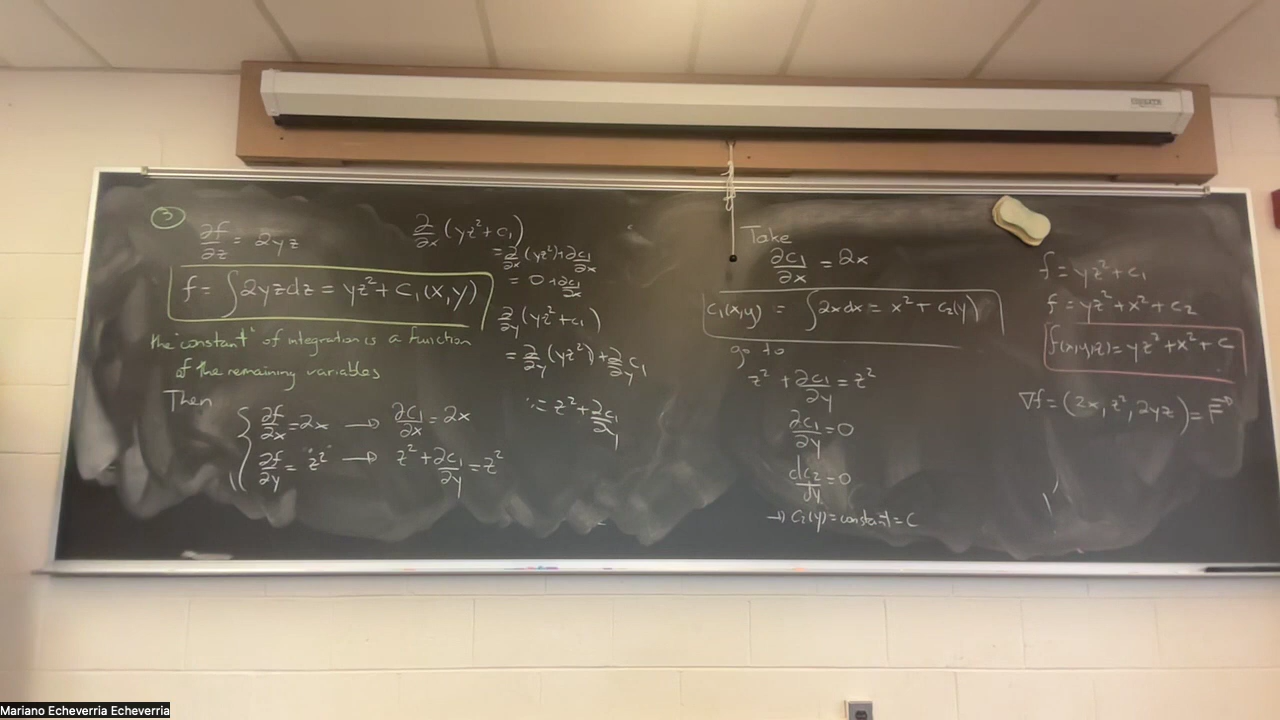 3
∂f/∂z = 2yz
f = ∫2yz dz = yz² + C₁(x,y)
the "constant" of integration is a function
of the remaining variables
Then
∂f/∂x = 2x → ∂C₁/∂x = 2x
∂f/∂y = z² → z² + ∂C₁/∂y = z²
∂/∂x (yz² + C₁)
= ∂/∂x (yz²) + ∂C₁/∂x
= 0 + ∂C₁/∂x
∂/∂y (yz² + C₁)
= ∂/∂y (yz²) + ∂/∂y C₁
= z² + ∂C₁/∂y
Take
∂C₁/∂x = 2x
C₁(x,y) = ∫2x dx = x² + C₂(y)
go to
z² + ∂C₁/∂y = z²
∂C₁/∂y = 0
dC₂/dy = 0
→ C₂(y) = constant = C
f = yz² + C₁
f = yz² + x² + C₂
f(x,y,z) = yz² + x² + C
∇f = (2x, z², 2yz) = F⃗
Mariano Echeverria Echeverria